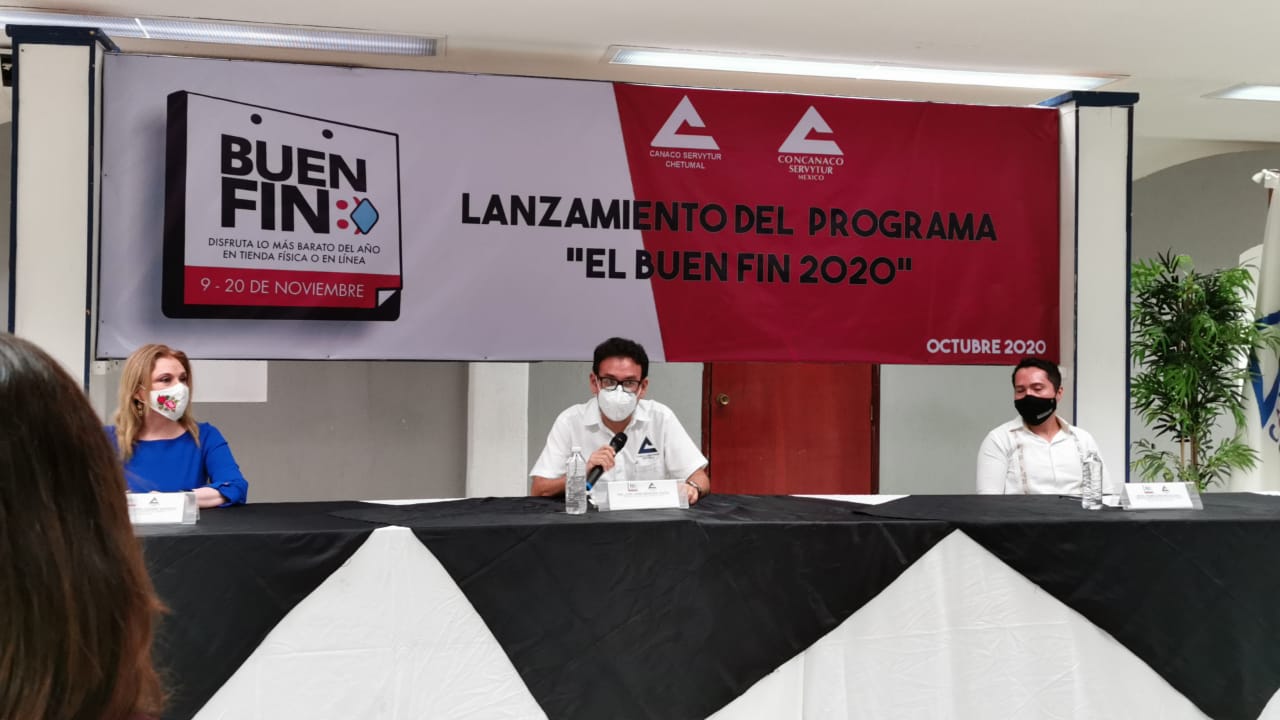 BUEN
FIN
DISFRUTA LO MÁS BARATO DEL AÑO
EN TIENDA FÍSICA O EN LÍNEA
9 - 20 DE NOVIEMBRE
CANACO SERVYTUR
CHETUMAL
CONCANACO
SERVYTUR
MEXICO
LANZAMIENTO DEL PROGRAMA
"EL BUEN FIN 2020"
OCTUBRE 2020